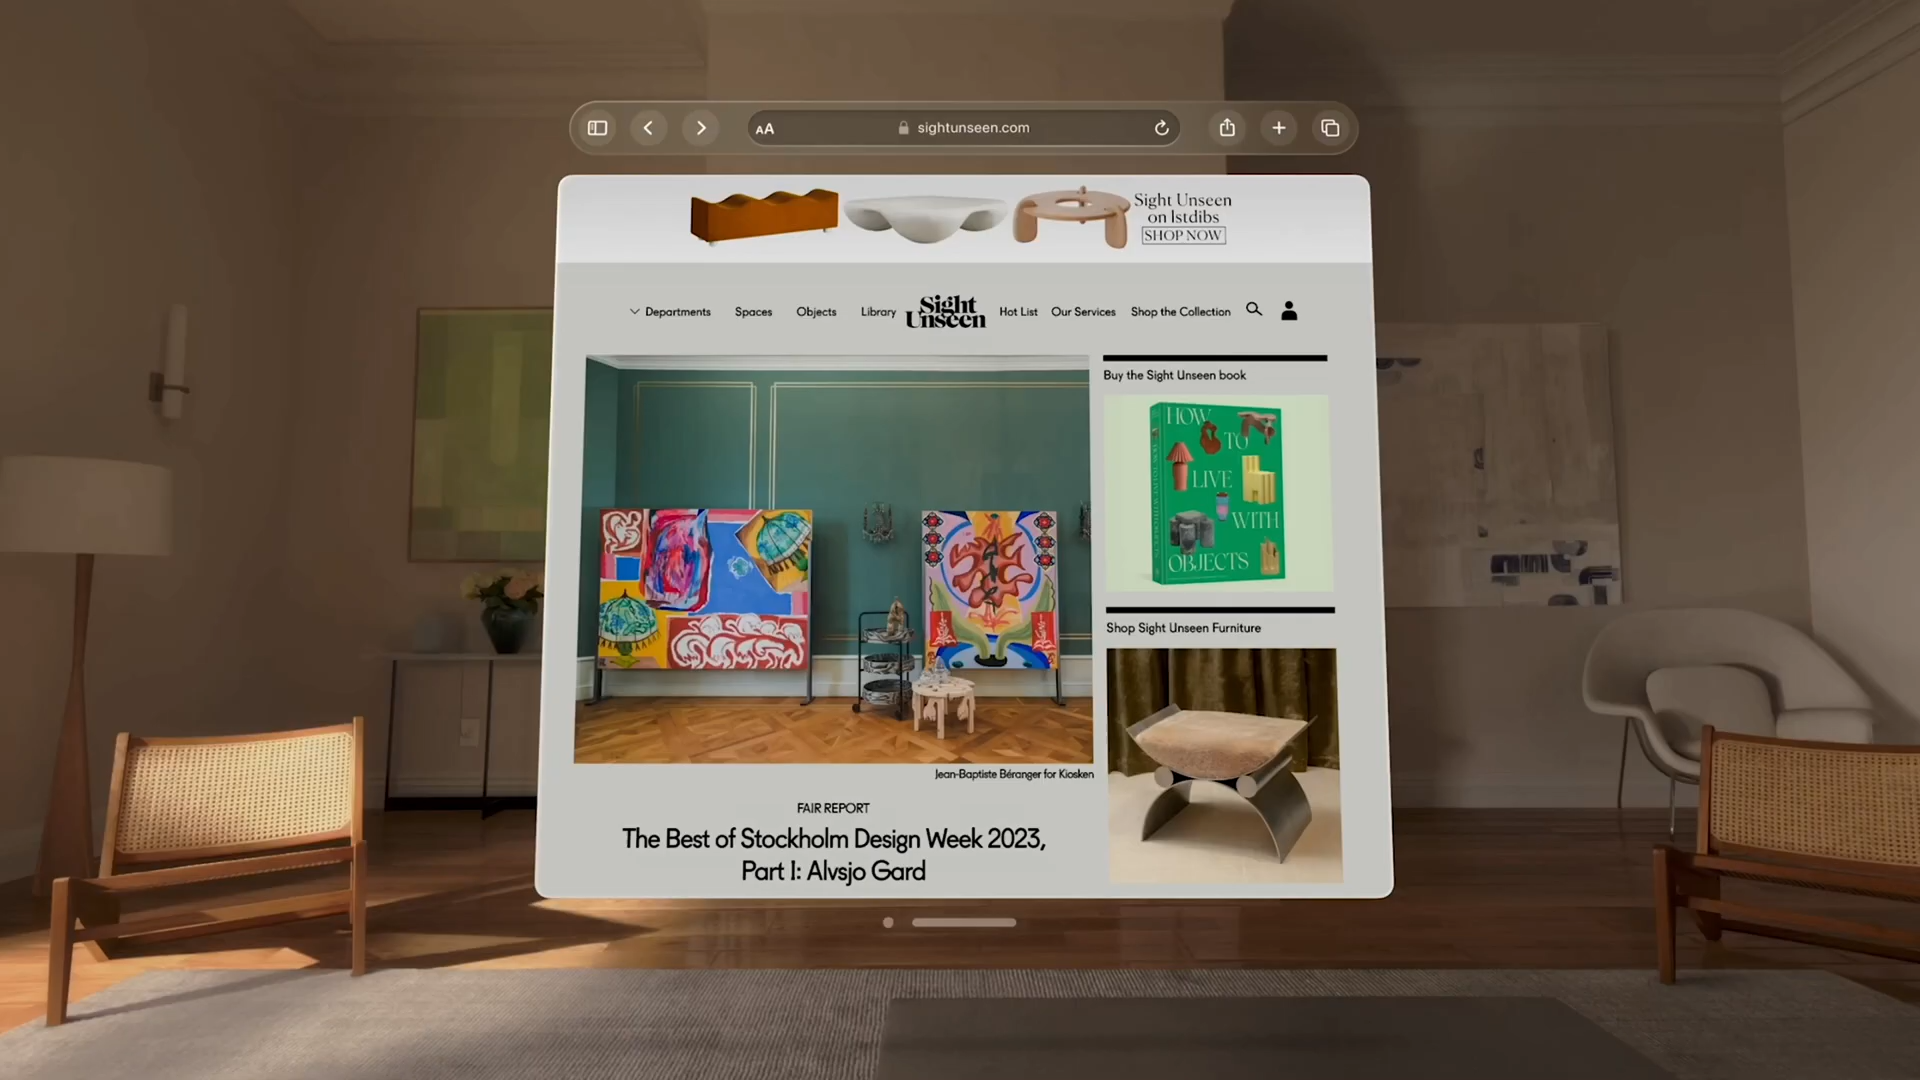 AA
sightunseen.com
Sight Unseen
on 1stdibs
SHOP NOW
Departments
Spaces
Objects
Library
Sight
Unseen
Hot List
Our Services
Shop the Collection
Buy the Sight Unseen book
HOW
TO
LIVE
WITH
OBJECTS
Shop Sight Unseen Furniture
Jean-Baptiste Béranger for Kiosken
FAIR REPORT
The Best of Stockholm Design Week 2023,
Part I: Alvsjo Gard